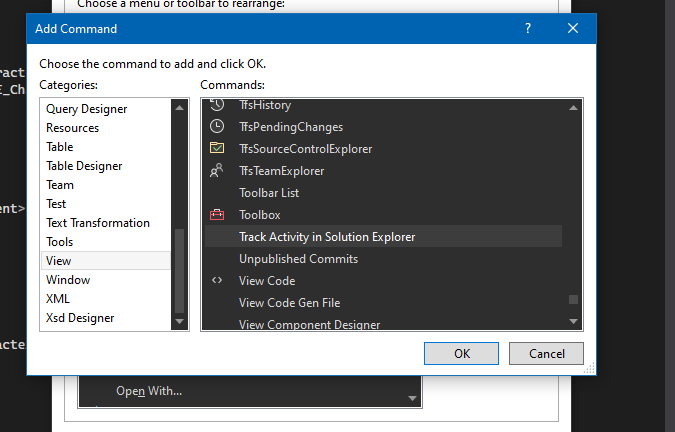 Choose a menu or toolbar to rearrange:
Add Command
?
Choose the command to add and click OK.
Categories:
Commands:
Query Designer
Resources
Table
Table Designer
Team
Test
Text Transformation
Tools
View
Window
XML
Xsd Designer
TfsHistory
TfsPendingChanges
TfsSourceControlExplorer
TfsTeamExplorer
Toolbar List
Toolbox
Track Activity in Solution Explorer
Unpublished Commits
View Code
View Code Gen File
View Component Designer
OK
Cancel
Open With...
ract
E_Ch
ent>
acte